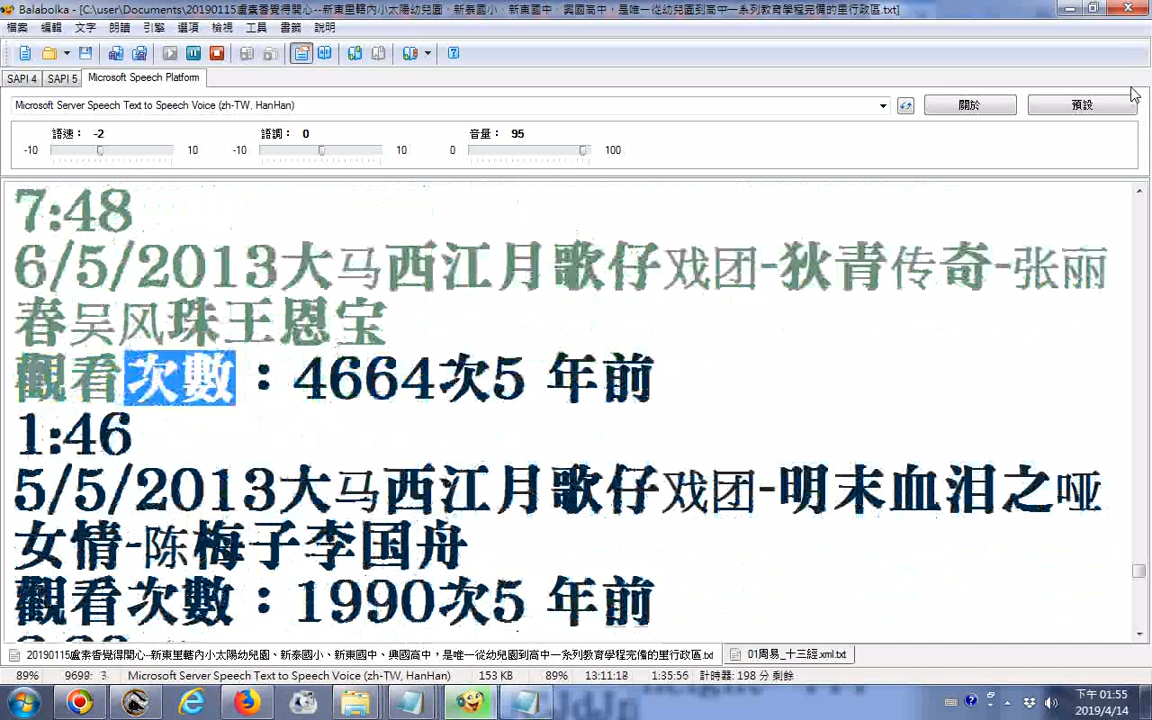 Balabolka - [C:\user\Documents\20190115盧素香覺得開心--新東里轄內小太陽幼兒園、新泰國小、新東國中、興國高中，是唯一從幼兒園到高中一系列教育學程完備的里行政區.txt]
檔案 編輯 文字 朗讀 引擎 選項 檢視 工具 書籤 說明
SAPI 4 SAPI 5 Microsoft Speech Platform
Microsoft Server Speech Text to Speech Voice (zh-TW, HanHan) 關於 預設
語速： -2 語調： 0 音量： 95
-10 10 -10 10 0 100
7:48
6/5/2013大马西江月歌仔戏团-狄青传奇-张丽
春吴风珠王恩宝
觀看次數：4664次5 年前
1:46
5/5/2013大马西江月歌仔戏团-明末血泪之哑
女情-陈梅子李国舟
觀看次數：1990次5 年前
20190115盧素香覺得開心--新東里轄內小太陽幼兒園、新泰國小、新東國中、興國高中，是唯一從幼兒園到高中一系列教育學程完備的里行政區.txt 01周易_十三經.xml.txt
89% 9699: 3 Microsoft Server Speech Text to Speech Voice (zh-TW, HanHan) 153 KB 89% 13:11:18 1:35:56 計時器: 198 分 剩餘
下午 01:55
2019/4/14